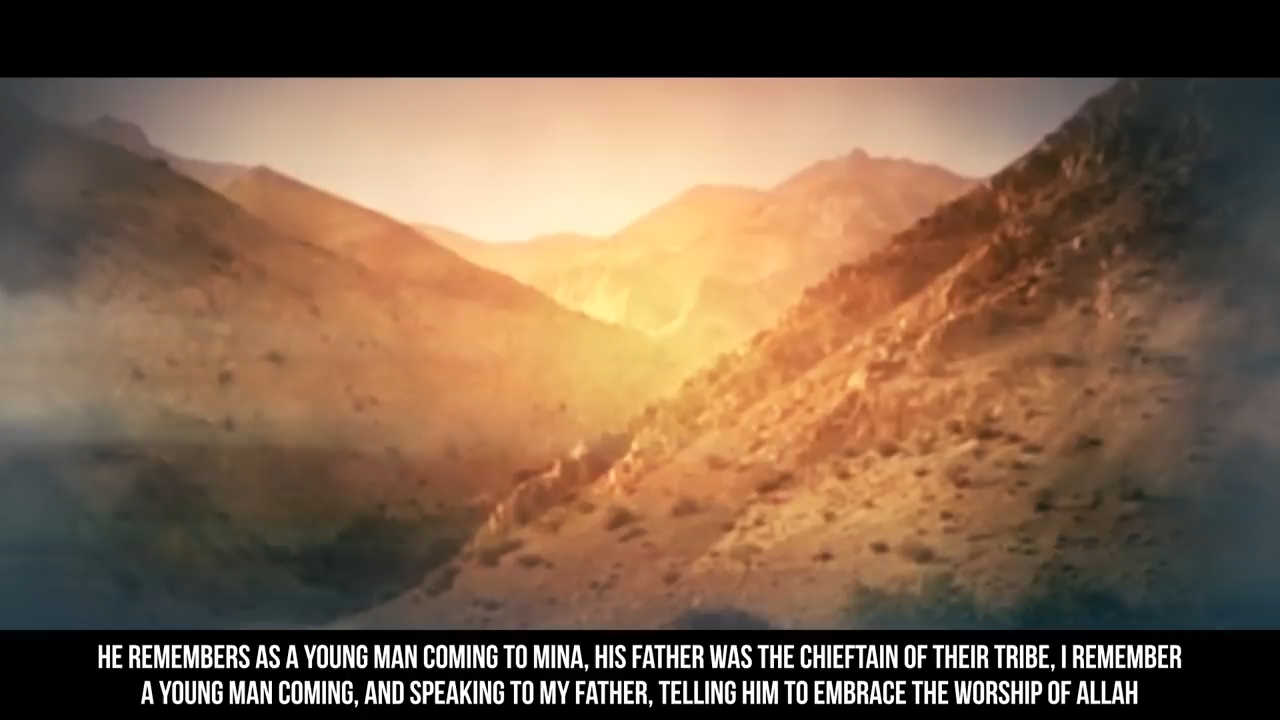 HE REMEMBERS AS A YOUNG MAN COMING TO MINA, HIS FATHER WAS THE CHIEFTAIN OF THEIR TRIBE, I REMEMBER
A YOUNG MAN COMING, AND SPEAKING TO MY FATHER, TELLING HIM TO EMBRACE THE WORSHIP OF ALLAH